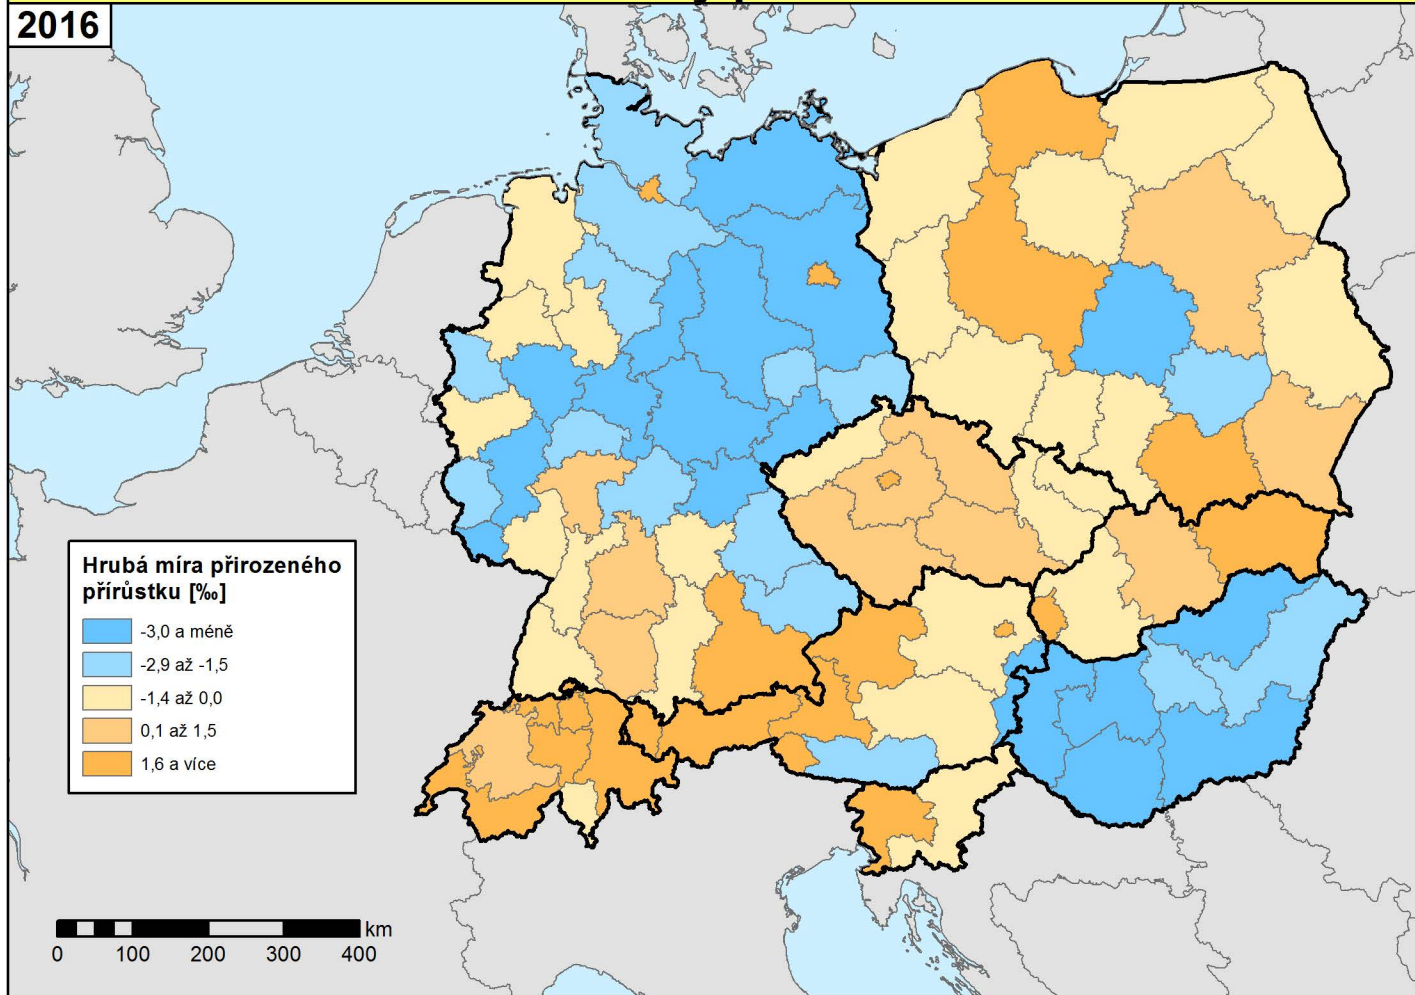 2016
Hrubá míra přirozeného
přírůstku [‰]
-3,0 a méně
-2,9 až -1,5
-1,4 až 0,0
0,1 až 1,5
1,6 a více
km
0 100 200 300 400